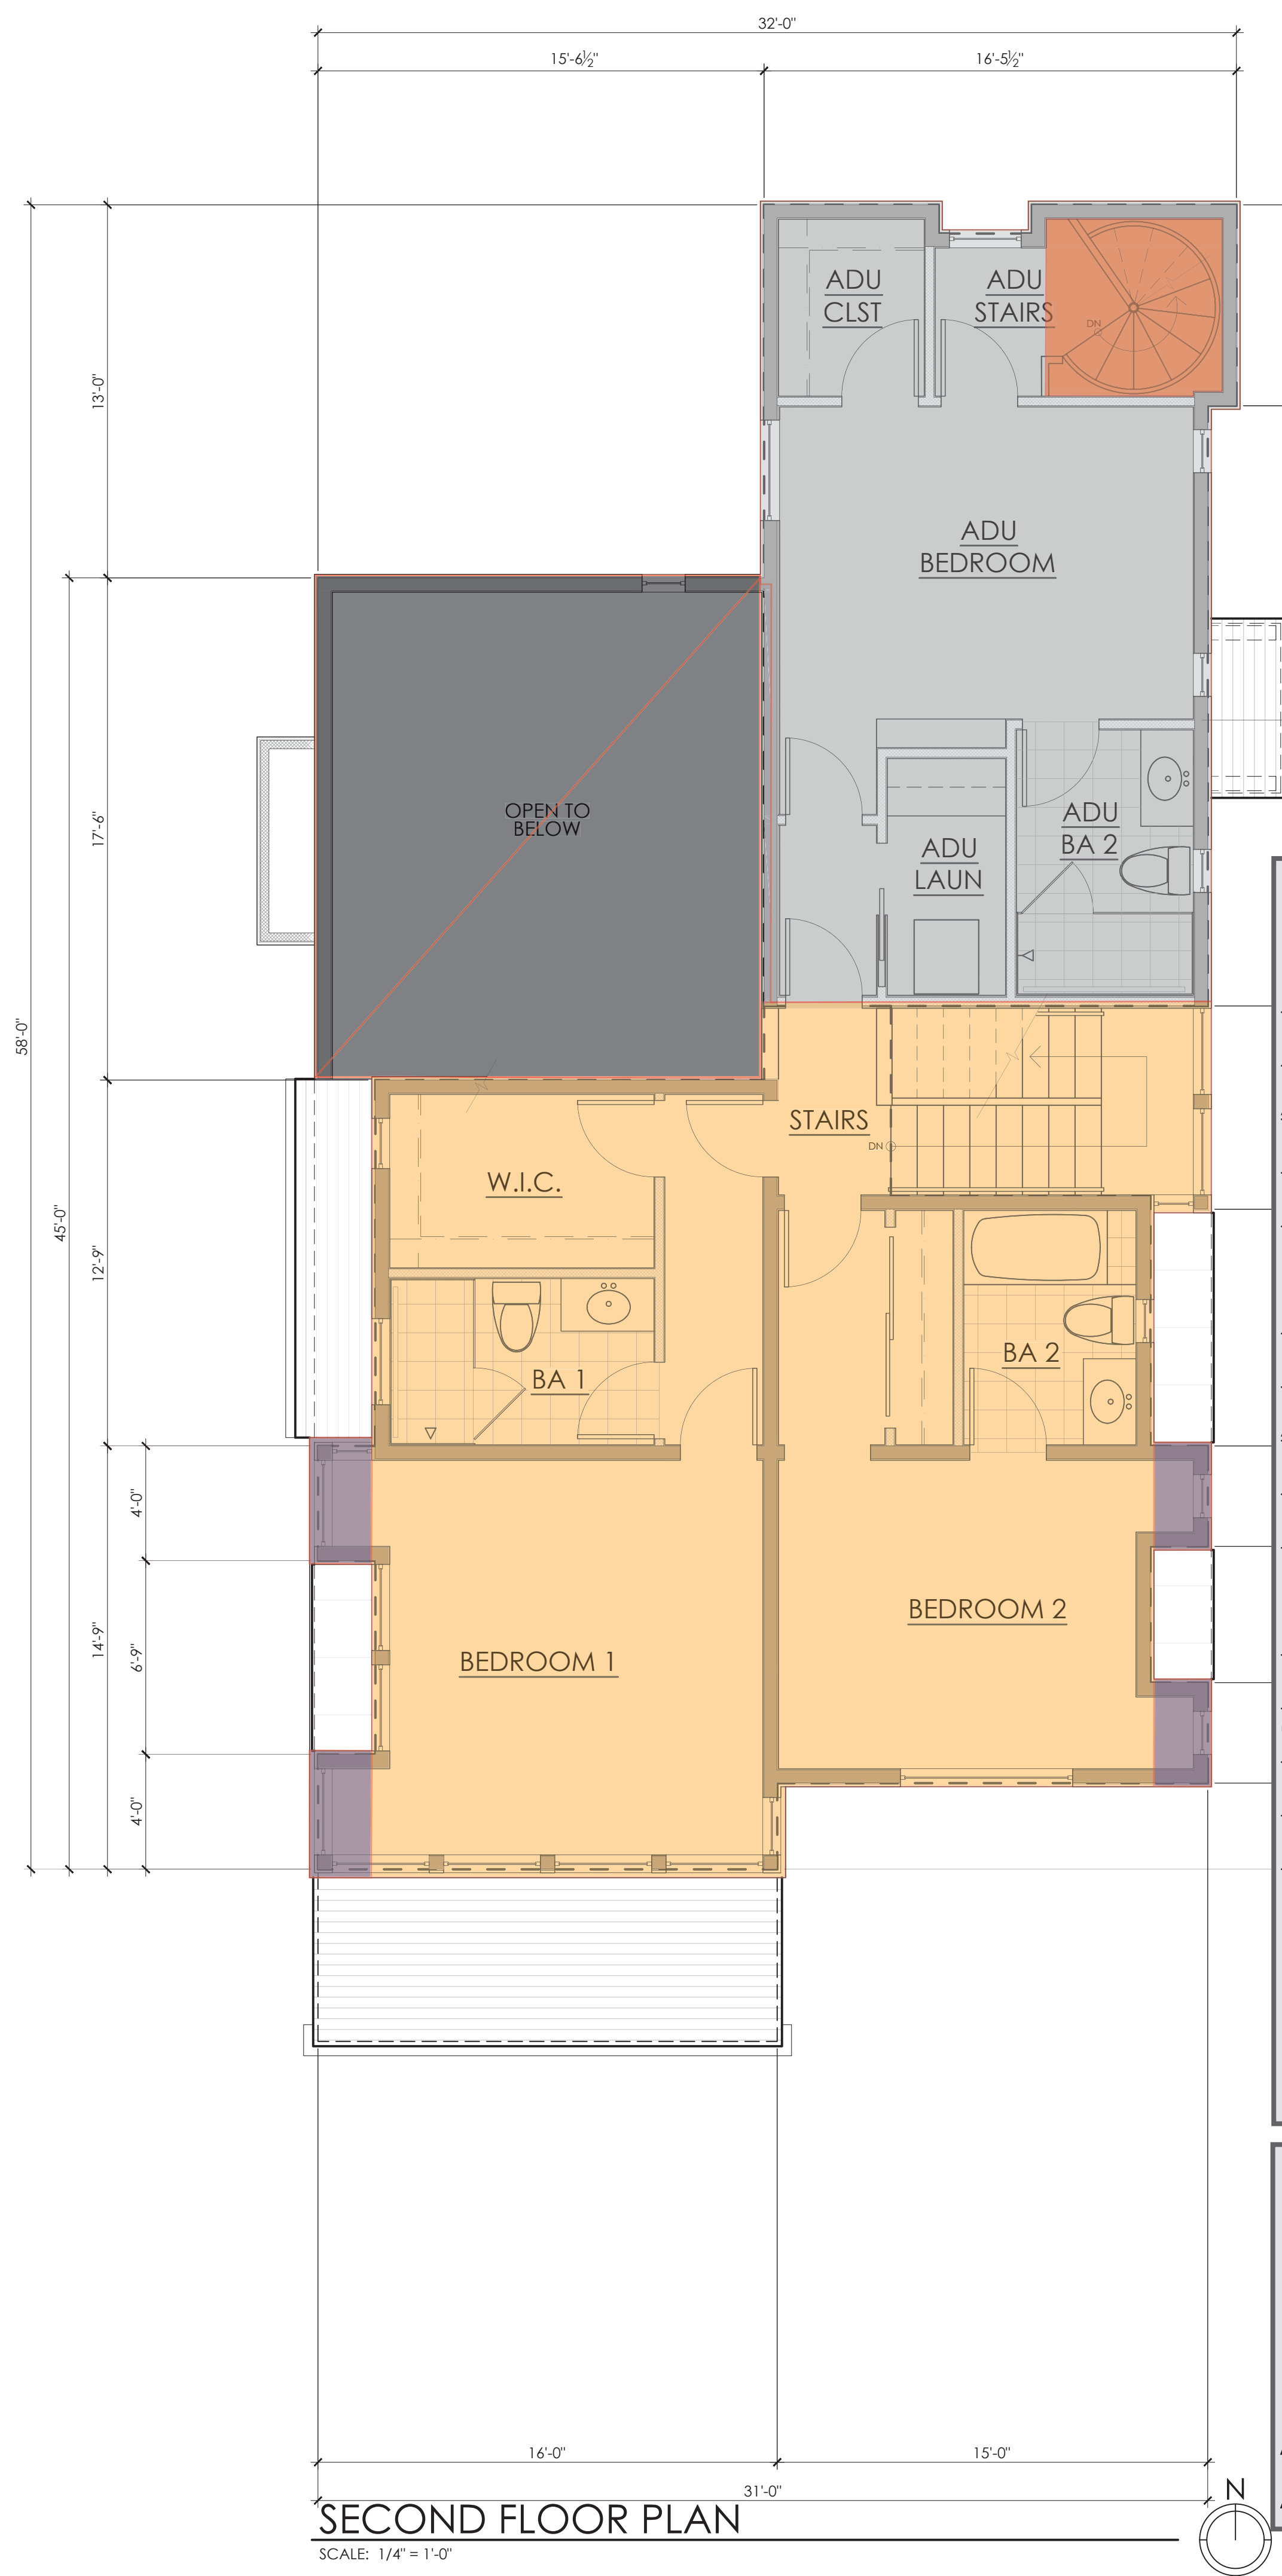 32'-0"
15'-6½"
16'-5½"
ADU
CLST
ADU
STAIRS
DN
13'-0"
ADU
BEDROOM
17'-6"
OPEN TO
BELOW
ADU
BA 2
ADU
LAUN
58'-0"
STAIRS
DN
W.I.C.
45'-0"
12'-9"
BA 2
BA 1
4'-0"
BEDROOM 2
14'-9"
6'-9"
BEDROOM 1
4'-0"
16'-0"
15'-0"
31'-0"
N
SECOND FLOOR PLAN
SCALE: 1/4" = 1'-0"